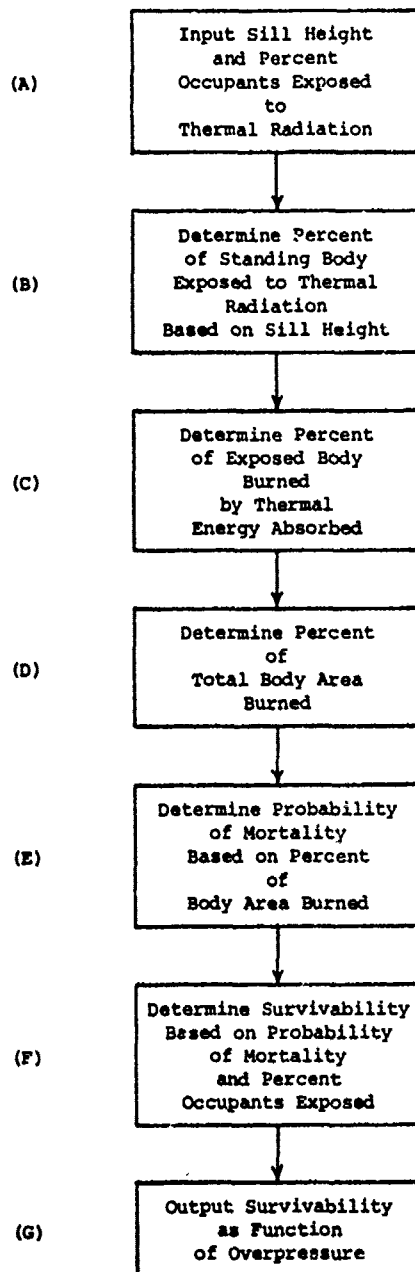 (A)
Input Sill Height
and Percent
Occupants Exposed
to
Thermal Radiation
(B)
Determine Percent
of Standing Body
Exposed to Thermal
Radiation
Based on Sill Height
(C)
Determine Percent
of Exposed Body
Burned
by Thermal
Energy Absorbed
(D)
Determine Percent
of
Total Body Area
Burned
(E)
Determine Probability
of Mortality
Based on Percent
of
Body Area Burned
(F)
Determine Survivability
Based on Probability
of Mortality
and Percent
Occupants Exposed
(G)
Output Survivability
as Function
of Overpressure